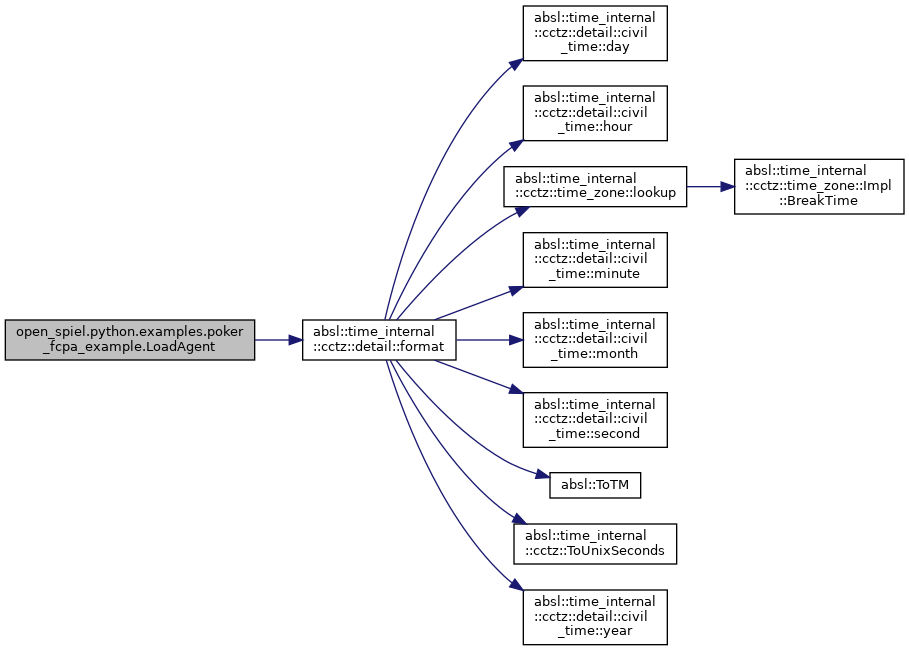 open_spiel.python.examples.poker
_fcpa_example.LoadAgent
absl::time_internal
::cctz::detail::format
absl::time_internal
::cctz::detail::civil
_time::day
absl::time_internal
::cctz::detail::civil
_time::hour
absl::time_internal
::cctz::time_zone::lookup
absl::time_internal
::cctz::time_zone::Impl
::BreakTime
absl::time_internal
::cctz::detail::civil
_time::minute
absl::time_internal
::cctz::detail::civil
_time::month
absl::time_internal
::cctz::detail::civil
_time::second
absl::ToTM
absl::time_internal
::cctz::ToUnixSeconds
absl::time_internal
::cctz::detail::civil
_time::year